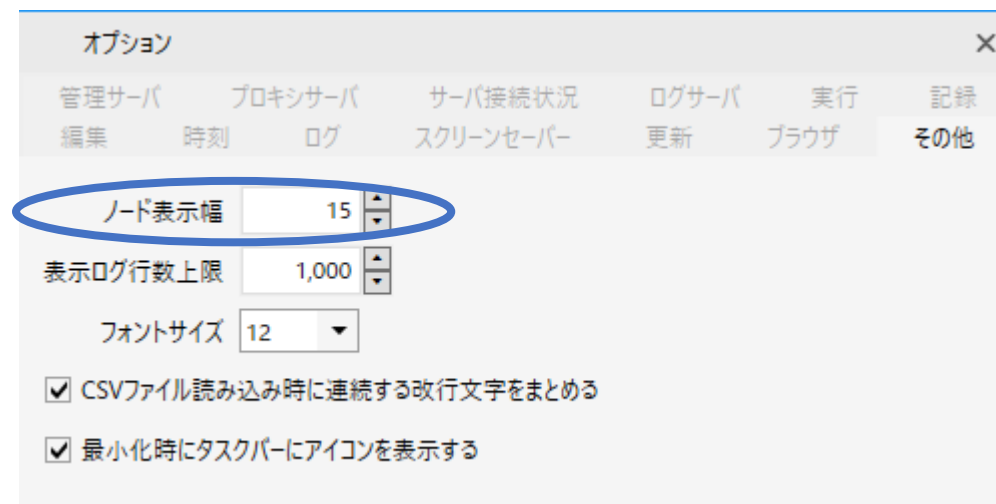 オプション
管理サーバ プロキシサーバ サーバ接続状況 ログサーバ 実行 記録
編集 時刻 ログ スクリーンセーバー 更新 ブラウザ その他
ノード表示幅 15
表示ログ行数上限 1,000
フォントサイズ 12
CSVファイル読み込み時に連続する改行文字をまとめる
最小化時にタスクバーにアイコンを表示する